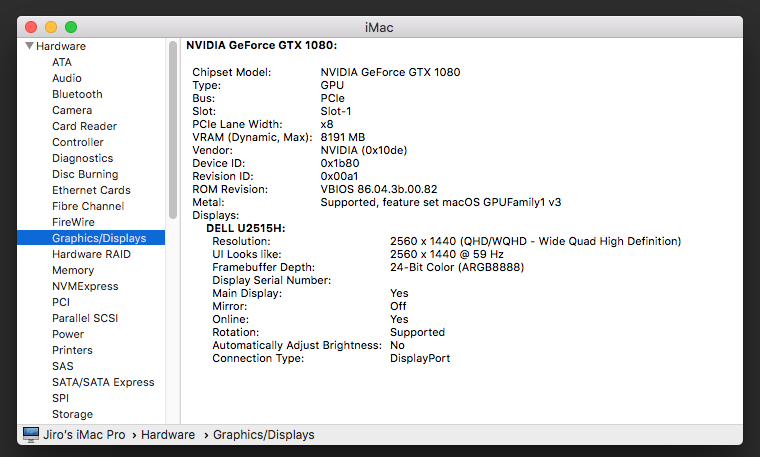 iMac
Hardware
ATA
Audio
Bluetooth
Camera
Card Reader
Controller
Diagnostics
Disc Burning
Ethernet Cards
Fibre Channel
FireWire
Graphics/Displays
Hardware RAID
Memory
NVMExpress
PCI
Parallel SCSI
Power
Printers
SAS
SATA/SATA Express
SPI
Storage
NVIDIA GeForce GTX 1080:
Chipset Model: NVIDIA GeForce GTX 1080
Type: GPU
Bus: PCIe
Slot: Slot-1
PCIe Lane Width: x8
VRAM (Dynamic, Max): 8191 MB
Vendor: NVIDIA (0x10de)
Device ID: 0x1b80
Revision ID: 0x00a1
ROM Revision: VBIOS 86.04.3b.00.82
Metal: Supported, feature set macOS GPUFamily1 v3
Displays:
DELL U2515H:
Resolution: 2560 x 1440 (QHD/WQHD - Wide Quad High Definition)
UI Looks like: 2560 x 1440 @ 59 Hz
Framebuffer Depth: 24-Bit Color (ARGB8888)
Display Serial Number:
Main Display: Yes
Mirror: Off
Online: Yes
Rotation: Supported
Automatically Adjust Brightness: No
Connection Type: DisplayPort
Jiro's iMac Pro › Hardware › Graphics/Displays